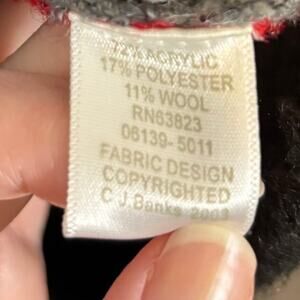 72% ACRYLIC
17% POLYESTER
11% WOOL
RN63823
06139-5011
FABRIC DESIGN
COPYRIGHTED
C.J.Banks 2003